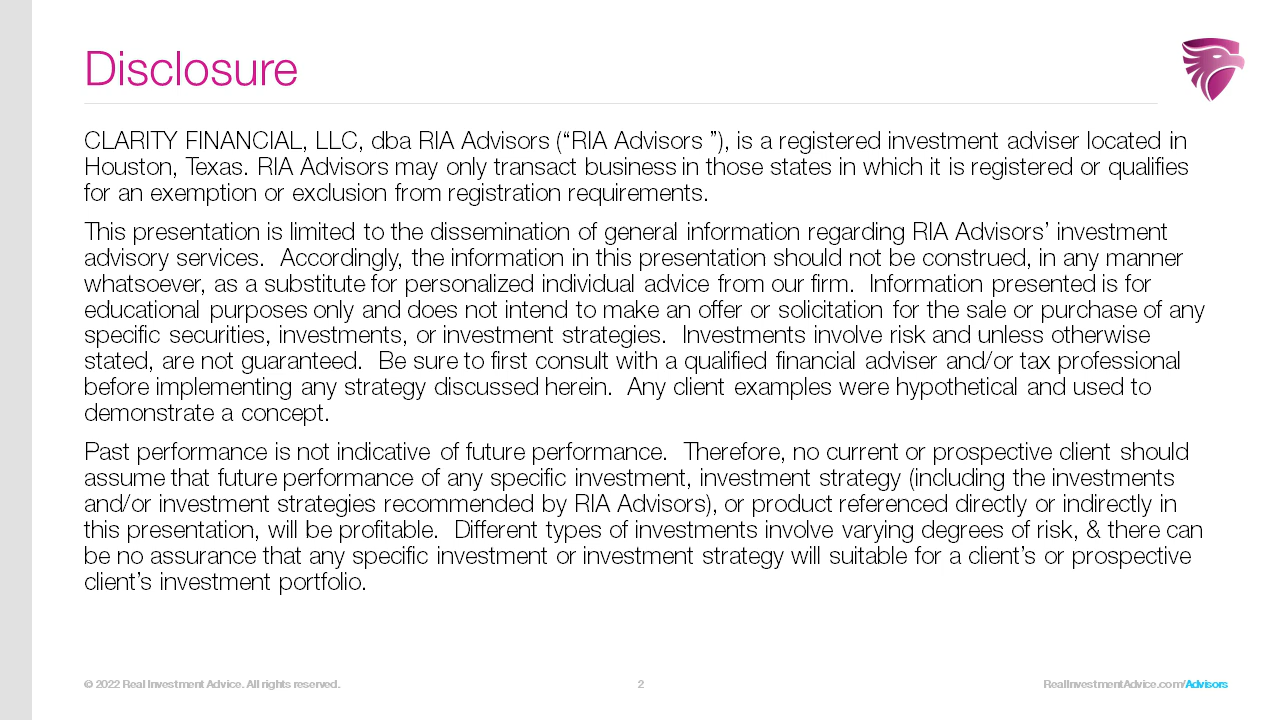 Disclosure
CLARITY FINANCIAL, LLC, dba RIA Advisors (“RIA Advisors ”), is a registered investment adviser located in
Houston, Texas. RIA Advisors may only transact business in those states in which it is registered or qualifies
for an exemption or exclusion from registration requirements.
This presentation is limited to the dissemination of general information regarding RIA Advisors’ investment
advisory services.  Accordingly, the information in this presentation should not be construed, in any manner
whatsoever, as a substitute for personalized individual advice from our firm.  Information presented is for
educational purposes only and does not intend to make an offer or solicitation for the sale or purchase of any
specific securities, investments, or investment strategies.  Investments involve risk and unless otherwise
stated, are not guaranteed.  Be sure to first consult with a qualified financial adviser and/or tax professional
before implementing any strategy discussed herein.  Any client examples were hypothetical and used to
demonstrate a concept.
Past performance is not indicative of future performance.  Therefore, no current or prospective client should
assume that future performance of any specific investment, investment strategy (including the investments
and/or investment strategies recommended by RIA Advisors), or product referenced directly or indirectly in
this presentation, will be profitable.  Different types of investments involve varying degrees of risk, & there can
be no assurance that any specific investment or investment strategy will suitable for a client’s or prospective
client’s investment portfolio.
© 2022 Real Investment Advice. All rights reserved.
2
RealInvestmentAdvice.com/Advisors